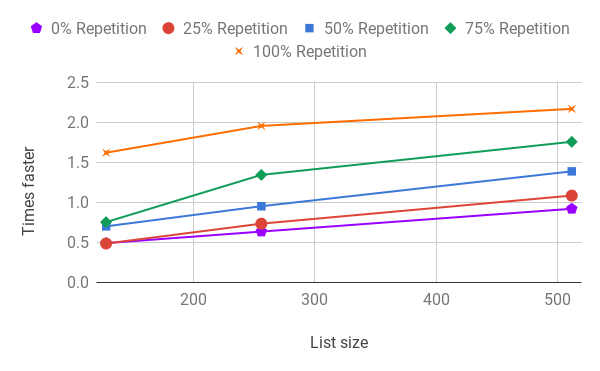 0% Repetition 25% Repetition 50% Repetition 75% Repetition
100% Repetition
2.5
2.0
1.5
1.0
0.5
0.0
Times faster
200 300 400 500
List size